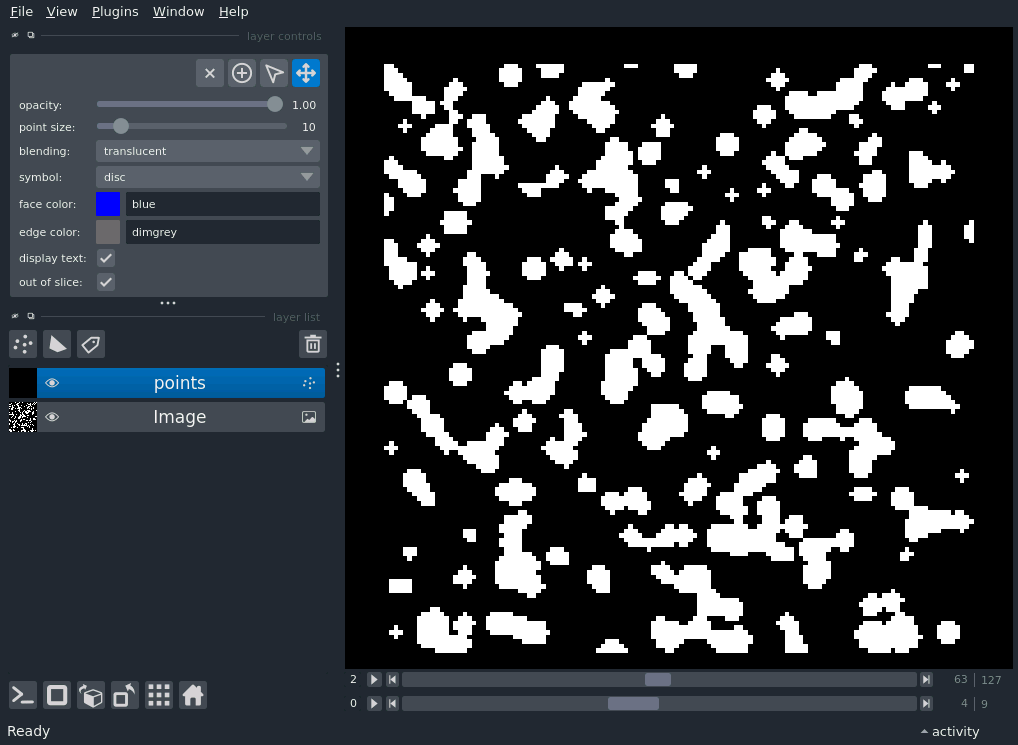 File View Plugins Window Help
layer controls
opacity: 1.00
point size: 10
blending: translucent
symbol: disc
face color: blue
edge color: dimgrey
display text:
out of slice:
layer list
points
Image
2 63 127
0 4 9
Ready activity